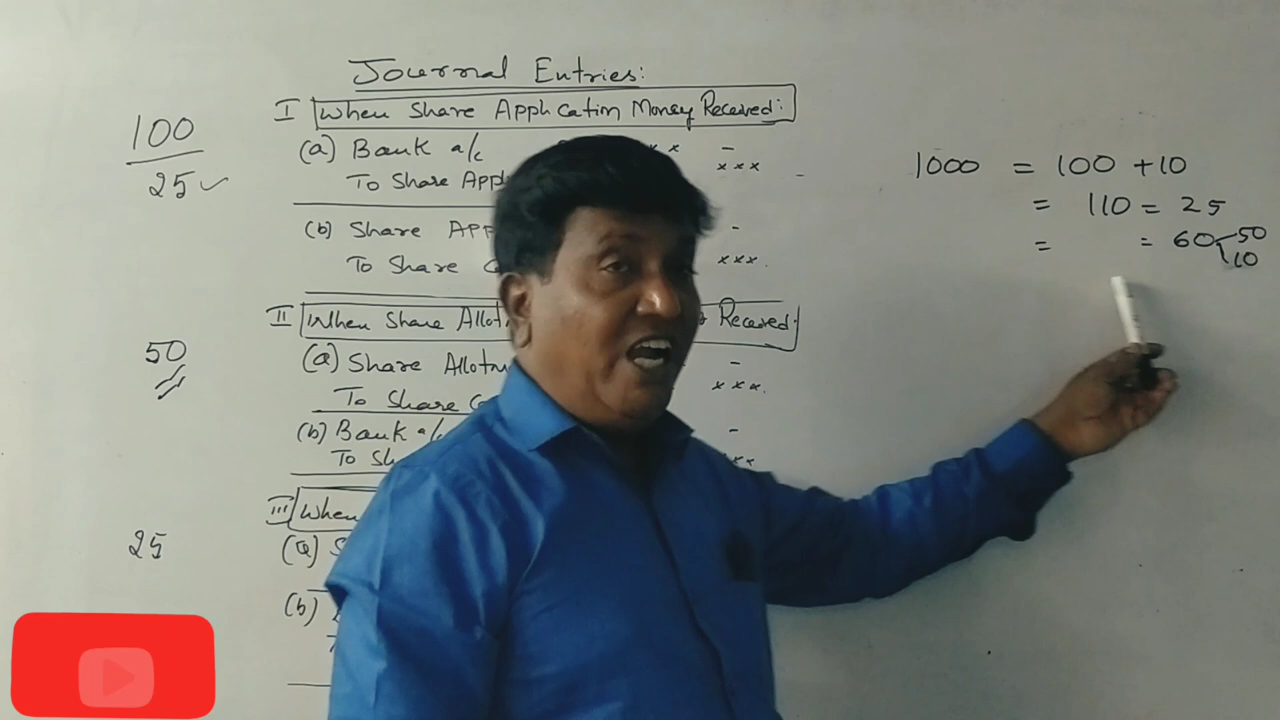 Journal Entries:
I When Share Application Money Received:
(a) Bank a/c
x x -
To Share Appl
x x x
(b) Share App
-
To Share C
x x x.
II When Share Allot
Received:
(a) Share Allotm
-
To Share C
x x x.
(b) Bank a/c
-
To Sh
III When
(a) S
(b)
100
25 ✓
50
25
1000 = 100 + 10
= 110 = 25
= = 60 50
10